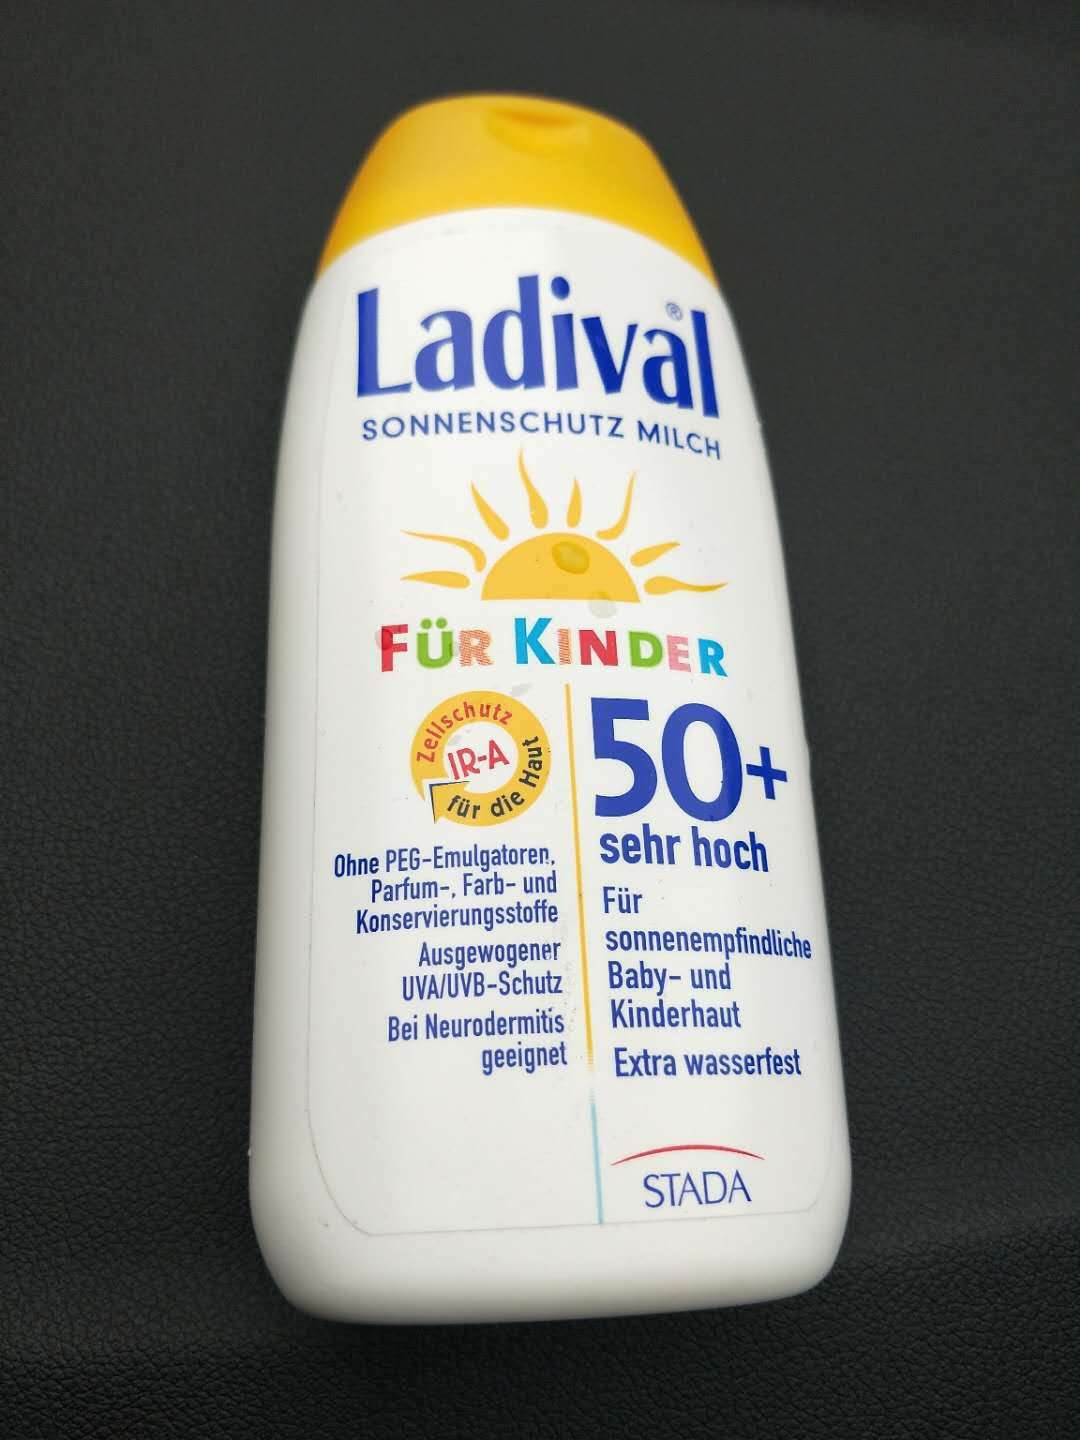 Ladival®
SONNENSCHUTZ MILCH
FÜR KINDER
Zellschutz
IR-A
für die Haut
50+
sehr hoch
Ohne PEG-Emulgatoren,
Parfum-, Farb- und
Konservierungsstoffe
Ausgewogener
UVA/UVB-Schutz
Bei Neurodermitis
geeignet
Für
sonnenempfindliche
Baby- und
Kinderhaut
Extra wasserfest
STADA